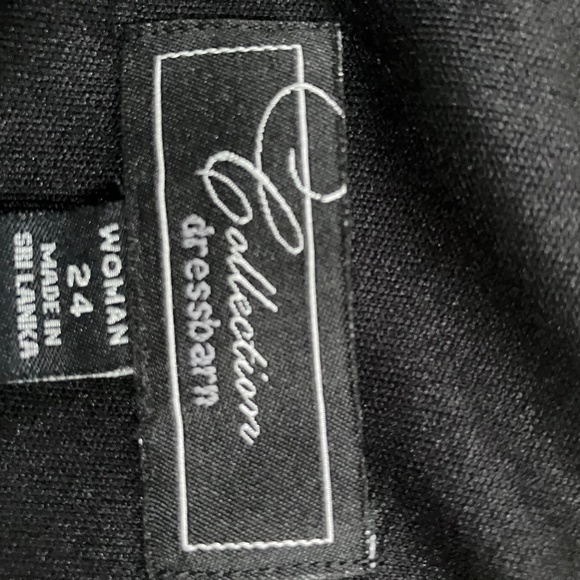 Collection
dressbarn
WOMAN
24
MADE IN
SRI LANKA